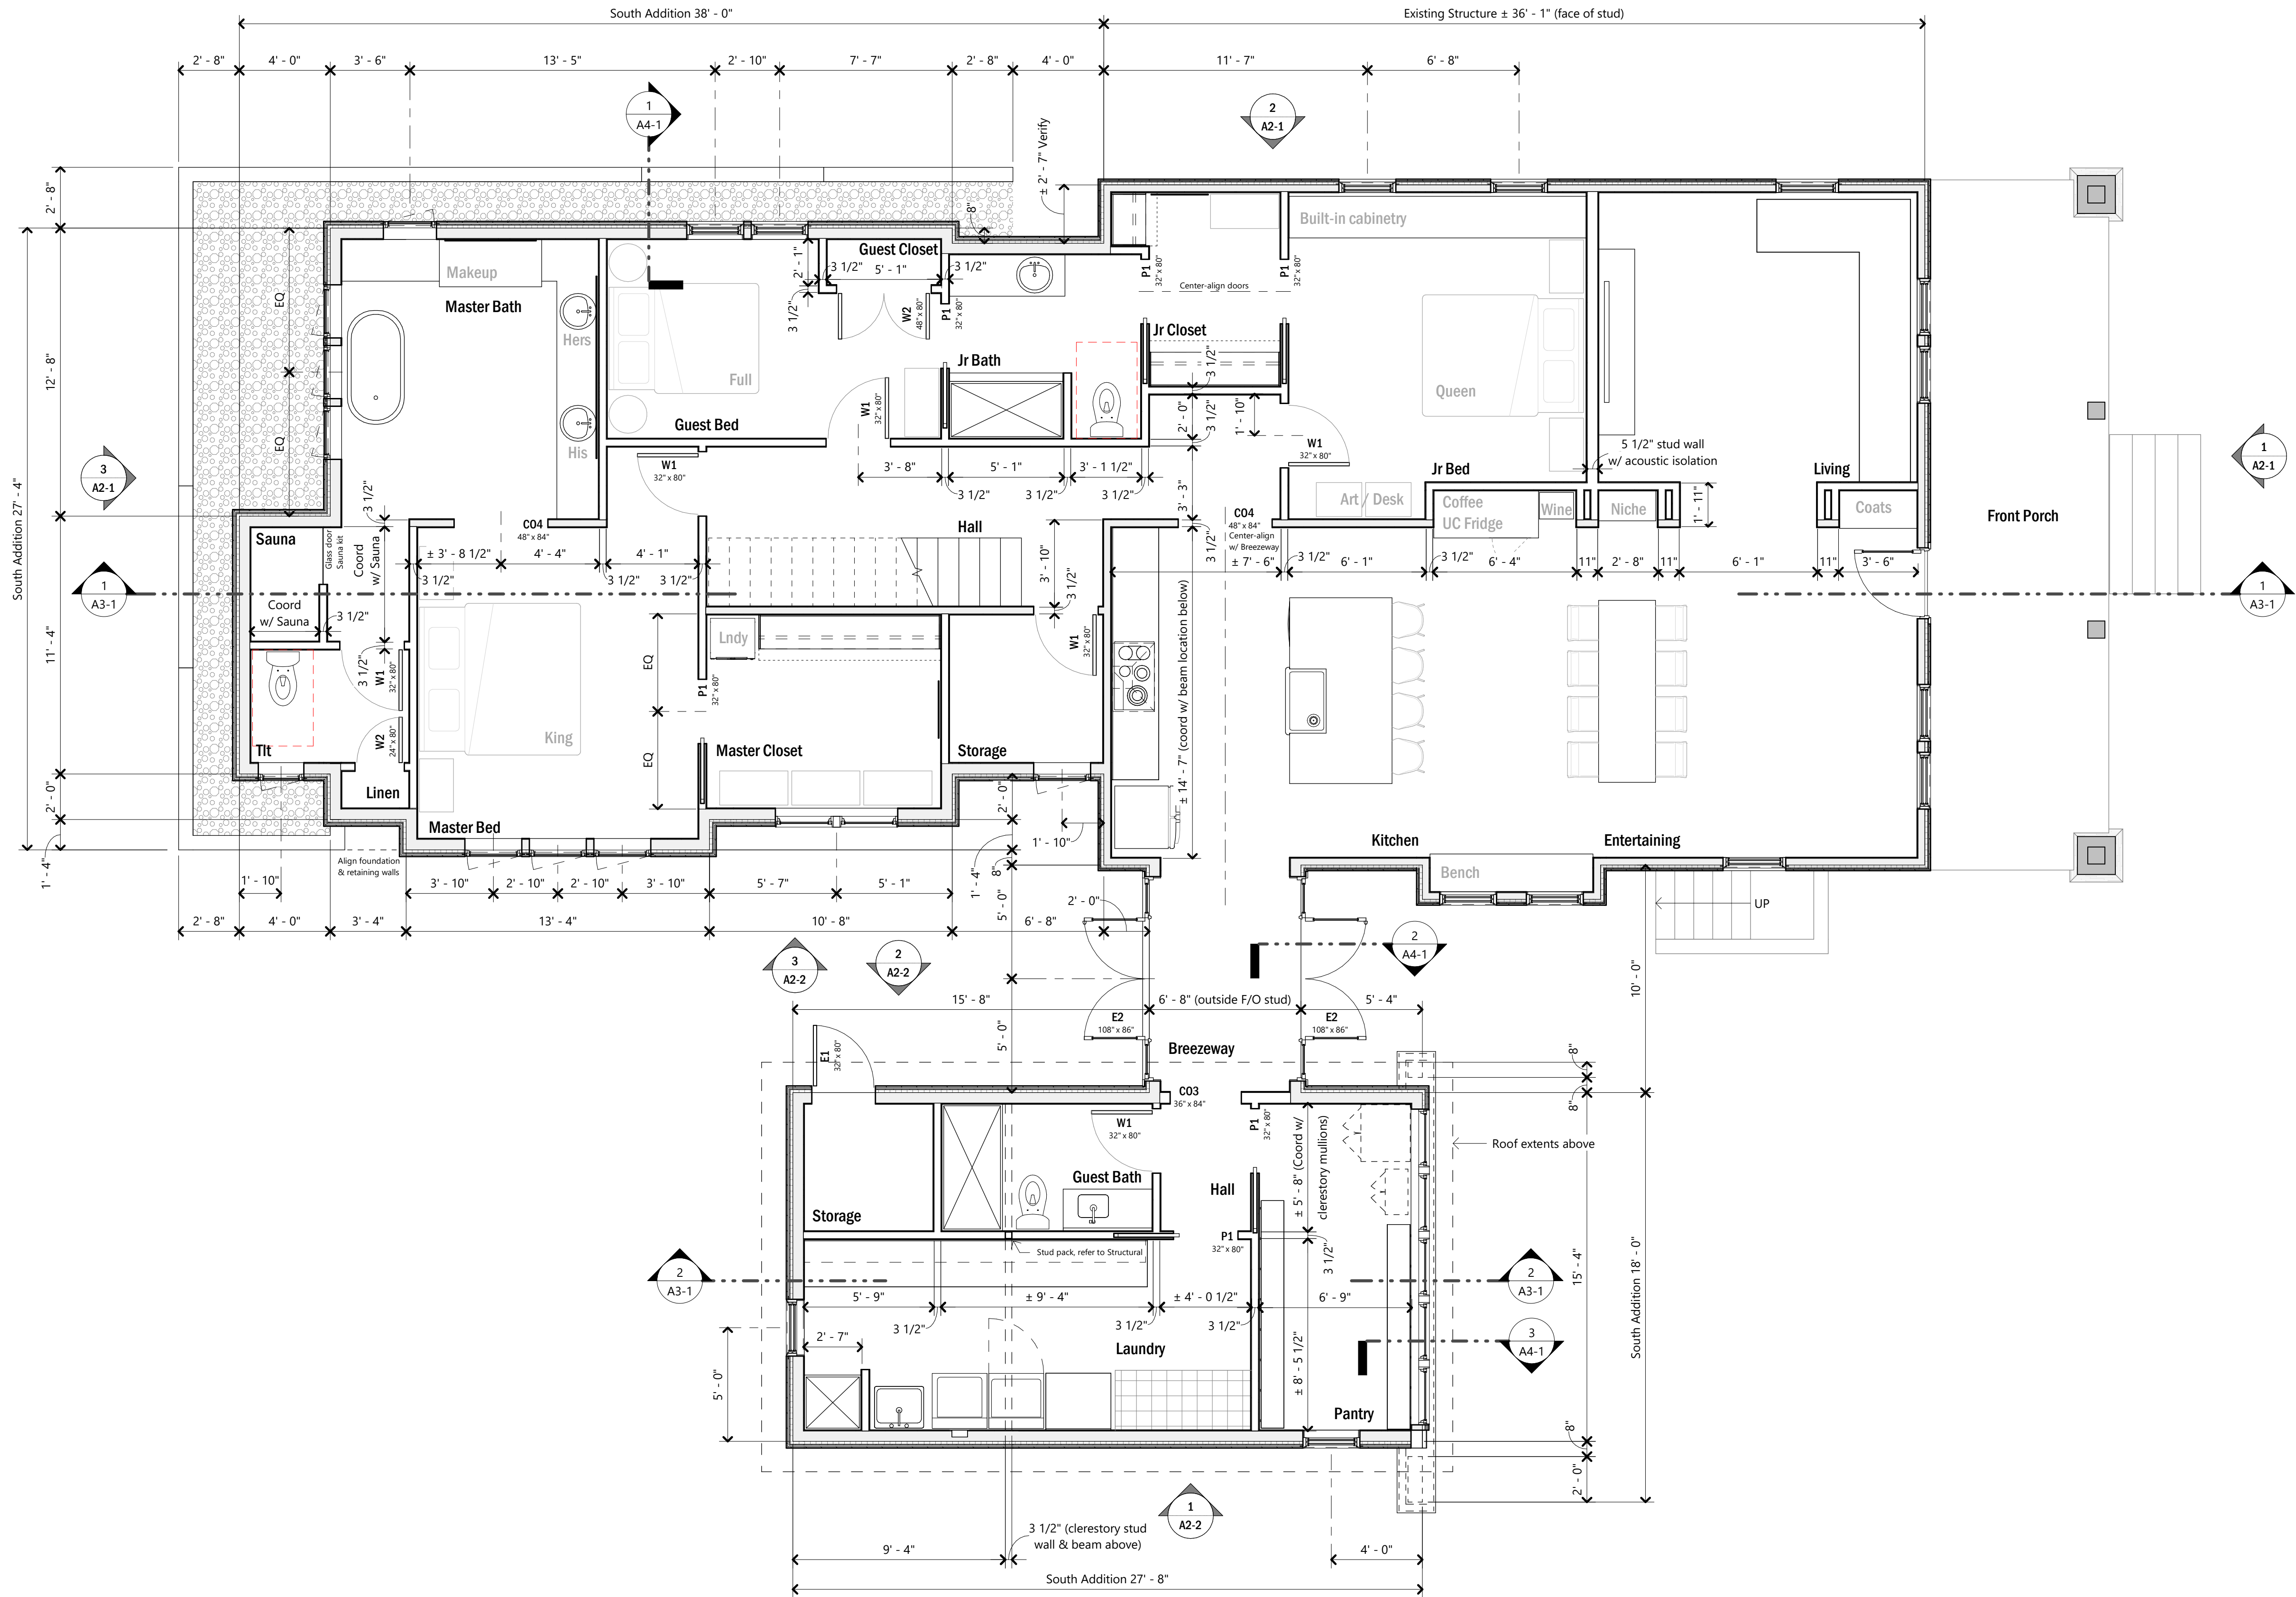 South Addition 38' - 0"
Existing Structure ± 36' - 1" (face of stud)
2' - 8"
4' - 0"
3' - 6"
13' - 5"
2' - 10"
7' - 7"
2' - 8"
4' - 0"
11' - 7"
6' - 8"
1
A4-1
2
A2-1
± 2' - 7" Verify
8"
2' - 8"
South Addition 27' - 4"
12' - 8"
11' - 4"
2' - 0"
1' - 4"
EQ
EQ
Makeup
Master Bath
Hers
His
Full
Guest Bed
Guest Closet
2' - 1"
3 1/2"
5' - 1"
3 1/2"
3 1/2"
W2
48" x 80"
P1
32" x 80"
Jr Bath
W1
32" x 80"
P1
32" x 80"
P1
32" x 80"
Center-align doors
Jr Closet
3 1/2"
2' - 0"
3 1/2"
1' - 10"
Built-in cabinetry
Queen
W1
32" x 80"
Jr Bed
Art / Desk
5 1/2" stud wall
w/ acoustic isolation
Living
Coffee
UC Fridge
Wine
Niche
1' - 11"
Coats
Front Porch
1
A2-1
1
A3-1
3
A2-1
1
A3-1
W1
32" x 80"
3' - 8"
5' - 1"
3' - 1 1/2"
3 1/2"
3 1/2"
3 1/2"
3' - 3"
3 1/2"
CO4
48" x 84"
CO4
48" x 84"
Center-align
w/ Breezeway
Hall
Sauna
Glass door
Sauna kit
Coord
w/ Sauna
3 1/2"
Coord
w/ Sauna
3 1/2"
± 3' - 8 1/2"
4' - 4"
4' - 1"
3 1/2"
3 1/2"
3 1/2"
3' - 10"
3 1/2"
± 7' - 6"
3 1/2"
6' - 1"
3 1/2"
6' - 4"
11"
2' - 8"
11"
6' - 1"
11"
3' - 6"
3 1/2"
W1
32" x 80"
W2
24" x 80"
Tlt
Linen
King
Master Bed
Lndy
EQ
EQ
P1
32" x 80"
Master Closet
W1
32" x 80"
Storage
± 14' - 7" (coord w/ beam location below)
Kitchen
Entertaining
Bench
UP
Align foundation
& retaining walls
1' - 10"
2' - 8"
4' - 0"
3' - 4"
3' - 10"
2' - 10"
2' - 10"
3' - 10"
5' - 7"
5' - 1"
13' - 4"
10' - 8"
6' - 8"
2' - 0"
1' - 4"
8"
5' - 0"
5' - 0"
1' - 10"
2' - 0"
3
A2-2
2
A2-2
2
A4-1
15' - 8"
6' - 8" (outside F/O stud)
5' - 4"
E2
108" x 86"
E2
108" x 86"
Breezeway
E1
32" x 80"
CO3
36" x 84"
W1
32" x 80"
P1
32" x 80"
Guest Bath
Hall
Storage
P1
32" x 80"
Stud pack, refer to Structural
± 5' - 8" (Coord w/
clerestory mullions)
3 1/2"
± 8' - 5 1/2"
Roof extents above
10' - 0"
8"
8"
15' - 4"
South Addition 18' - 0"
8"
2' - 0"
2
A3-1
2
A3-1
3
A4-1
5' - 9"
± 9' - 4"
± 4' - 0 1/2"
6' - 9"
3 1/2"
3 1/2"
3 1/2"
2' - 7"
5' - 0"
Laundry
Pantry
1
A2-2
3 1/2" (clerestory stud
wall & beam above)
9' - 4"
4' - 0"
South Addition 27' - 8"